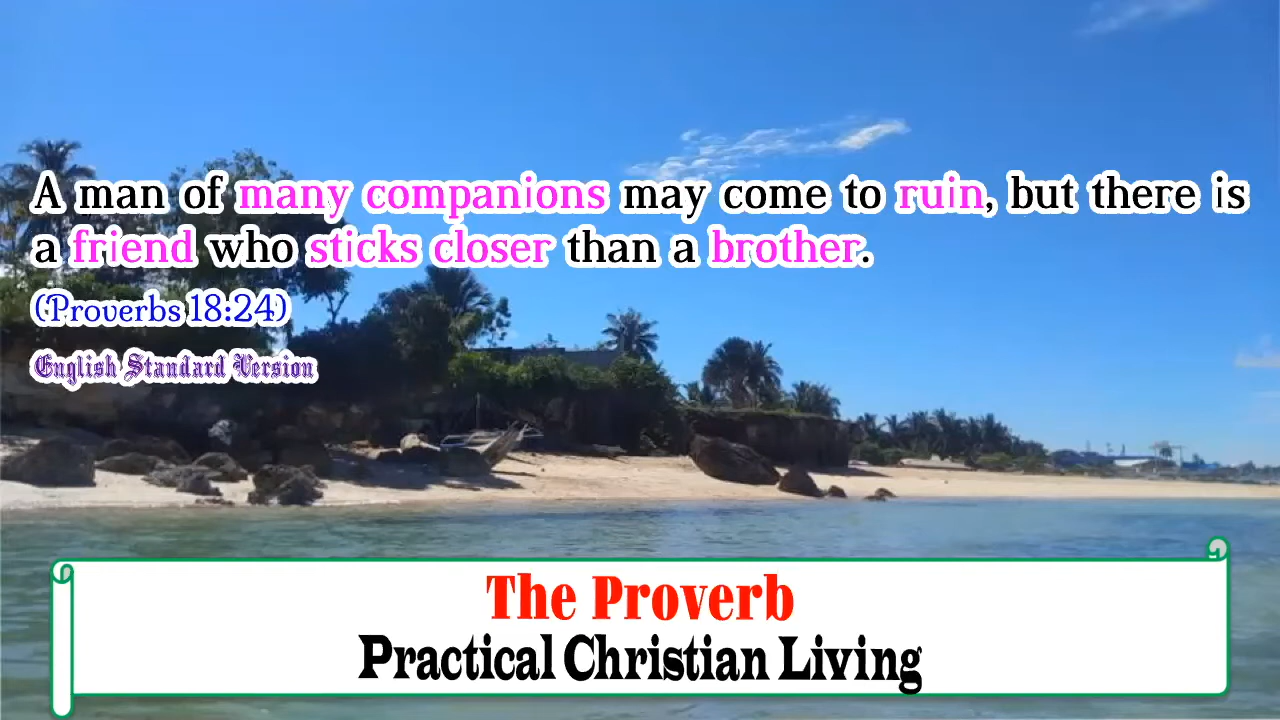 A man of many companions may come to ruin, but there is
a friend who sticks closer than a brother.
(Proverbs 18:24)
English Standard Version
The Proverb
Practical Christian Living